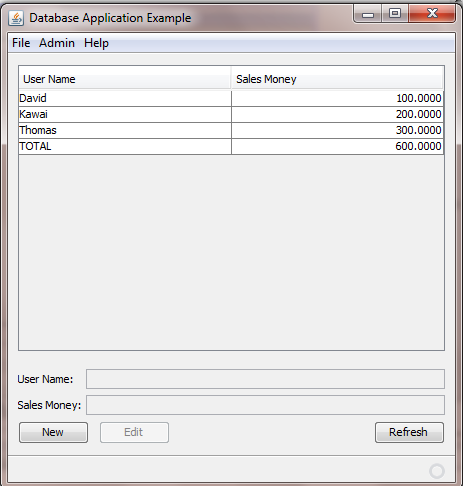 Database Application Example
File Admin Help
User Name Sales Money
David 100.0000
Kawai 200.0000
Thomas 300.0000
TOTAL 600.0000
User Name:
Sales Money:
New Edit Refresh